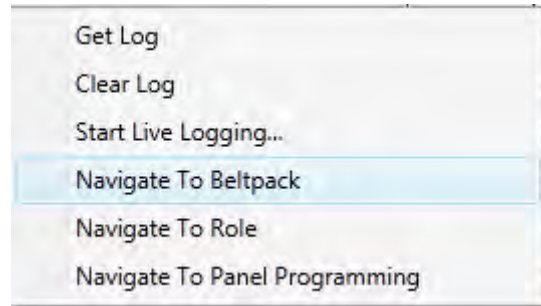 Get Log
Clear Log
Start Live Logging...
Navigate To Beltpack
Navigate To Role
Navigate To Panel Programming